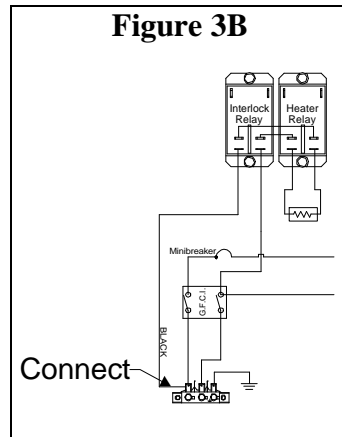 Figure 3B
Interlock Relay
Heater Relay
Minibreaker
G.F.C.I.
BLACK
Connect